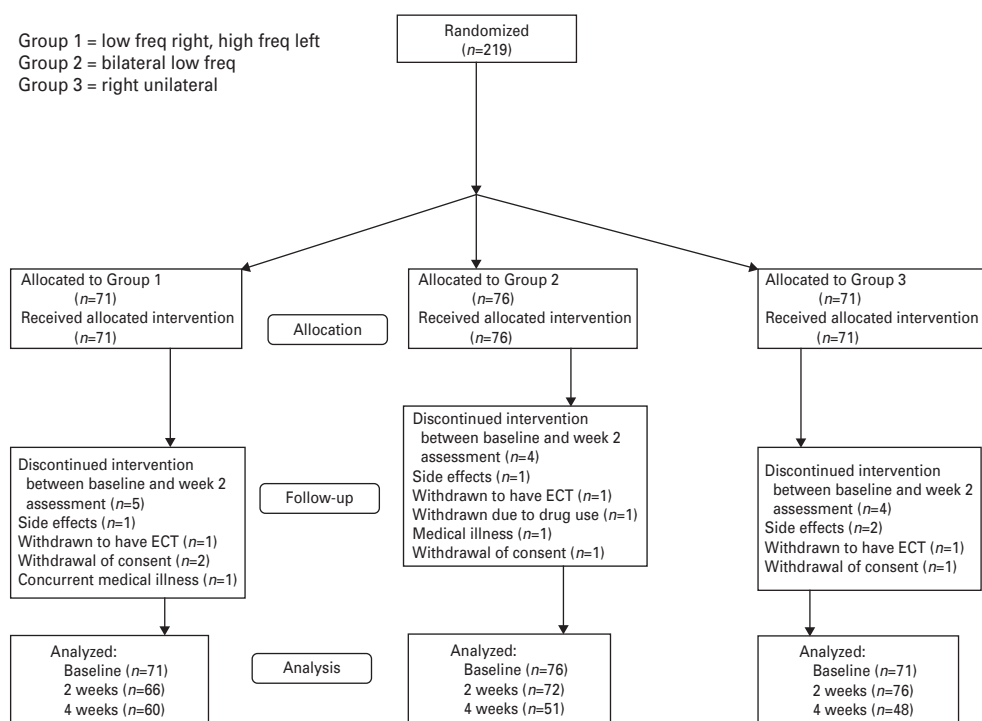 Group 1 = low freq right, high freq left
Group 2 = bilateral low freq
Group 3 = right unilateral
Randomized
(n=219)
Allocated to Group 1
(n=71)
Received allocated intervention
(n=71)
Allocation
Allocated to Group 2
(n=76)
Received allocated intervention
(n=76)
Allocated to Group 3
(n=71)
Received allocated intervention
(n=71)
Discontinued intervention
between baseline and week 2
assessment (n=5)
Side effects (n=1)
Withdrawn to have ECT (n=1)
Withdrawal of consent (n=2)
Concurrent medical illness (n=1)
Follow-up
Discontinued intervention
between baseline and week 2
assessment (n=4)
Side effects (n=1)
Withdrawn to have ECT (n=1)
Withdrawn due to drug use (n=1)
Medical illness (n=1)
Withdrawal of consent (n=1)
Discontinued intervention
between baseline and week 2
assessment (n=4)
Side effects (n=2)
Withdrawn to have ECT (n=1)
Withdrawal of consent (n=1)
Analyzed:
Baseline (n=71)
2 weeks (n=66)
4 weeks (n=60)
Analysis
Analyzed:
Baseline (n=76)
2 weeks (n=72)
4 weeks (n=51)
Analyzed:
Baseline (n=71)
2 weeks (n=76)
4 weeks (n=48)